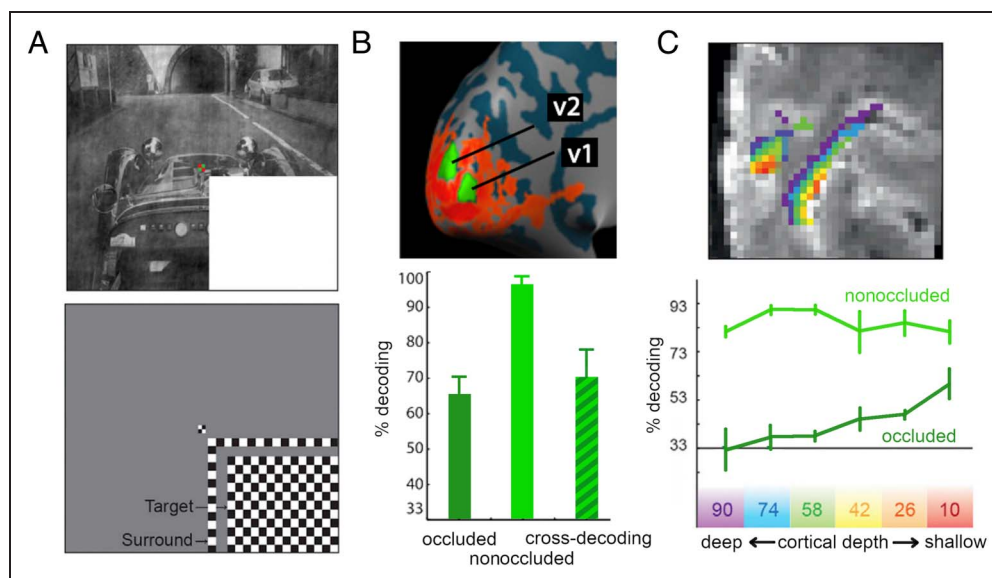 A
B
C
v2
v1
Target
Surround
% decoding
100
90
80
70
60
50
40
33
occluded
nonoccluded
cross-decoding
% decoding
93
73
53
33
nonoccluded
occluded
90 74 58 42 26 10
deep ← cortical depth → shallow